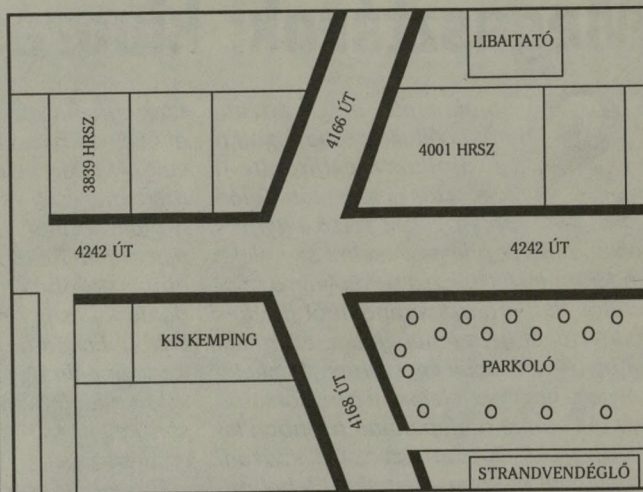 LIBAITATÓ
4166 ÚT
3839 HRSZ
4001 HRSZ
4242 ÚT
4242 ÚT
KIS KEMPING
PARKOLÓ
4168 ÚT
STRANDVENDÉGLŐ